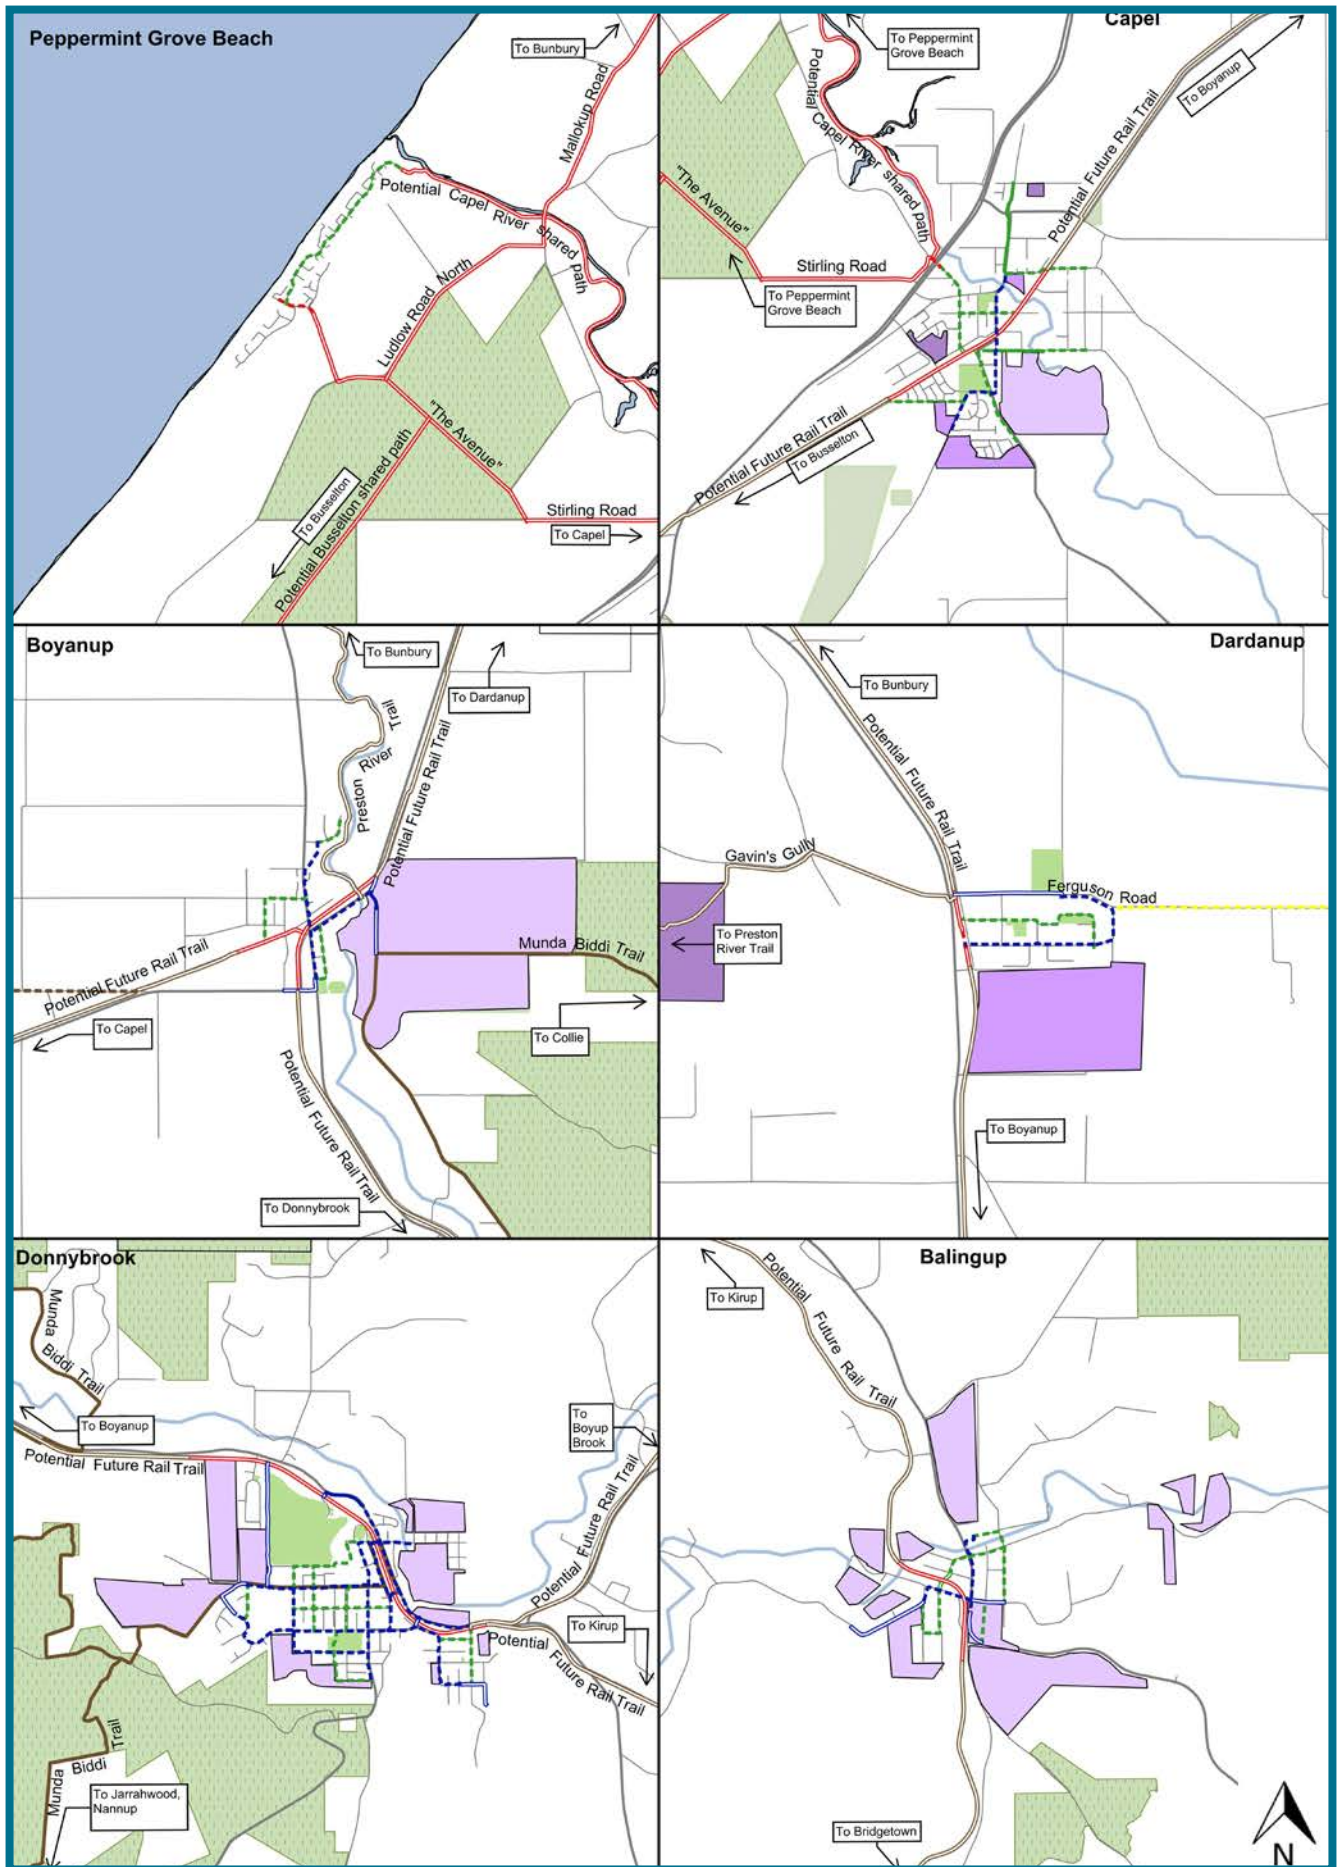 Peppermint Grove Beach
To Bunbury
Mallokup Road
Potential Capel River shared path
Ludlow Road North
"The Avenue"
To Busselton
Potential Busselton shared path
Stirling Road
To Capel
Capel
To Peppermint
Grove Beach
To Boyanup
Potential Capel River shared path
Potential Future Rail Trail
"The Avenue"
Stirling Road
To Peppermint
Grove Beach
Potential Future Rail Trail
To Busselton
Boyanup
To Bunbury
To Dardanup
Preston River Trail
Potential Future Rail Trail
Munda Biddi Trail
Potential Future Rail Trail
To Capel
To Collie
Potential Future Rail Trail
To Donnybrook
Dardanup
To Bunbury
Potential Future Rail Trail
Gavin's Gully
Ferguson Road
To Preston
River Trail
To Boyanup
Donnybrook
Munda Biddi Trail
To Boyanup
To
Boyup
Brook
Potential Future Rail Trail
Potential Future Rail Trail
To Kirup
Potential Future Rail Trail
Munda Biddi Trail
To Jarrahwood,
Nannup
Balingup
To Kirup
Potential Future Rail Trail
To Bridgetown
N